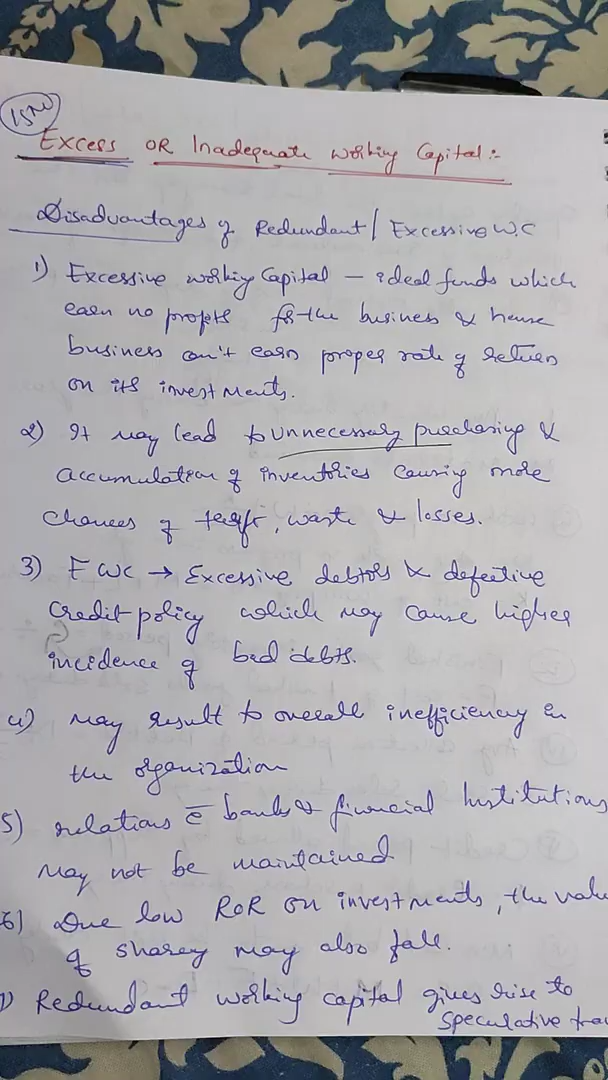 Excess OR Inadequate working Capital :-
Disadvantages of Redundant / Excessive W.C
1) Excessive working Capital – ideal funds which
earn no profits for the business & hense
business can't earn proper rate of return
on its investments.
2) It may lead to unnecessary purchasing &
accumulation of inventories causing more
chances of theft, waste & losses.
3) E WC → Excessive debtors & defective
Credit policy which may cause higher
incidence of bad debts.
4) May result to overall inefficiency in
the organization
5) relations c̄ banks & financial Institutions
may not be maintained
6) Due low ROR on investments, the value
of shares may also fall.
7) Redundant working capital gives rise to
speculative tra